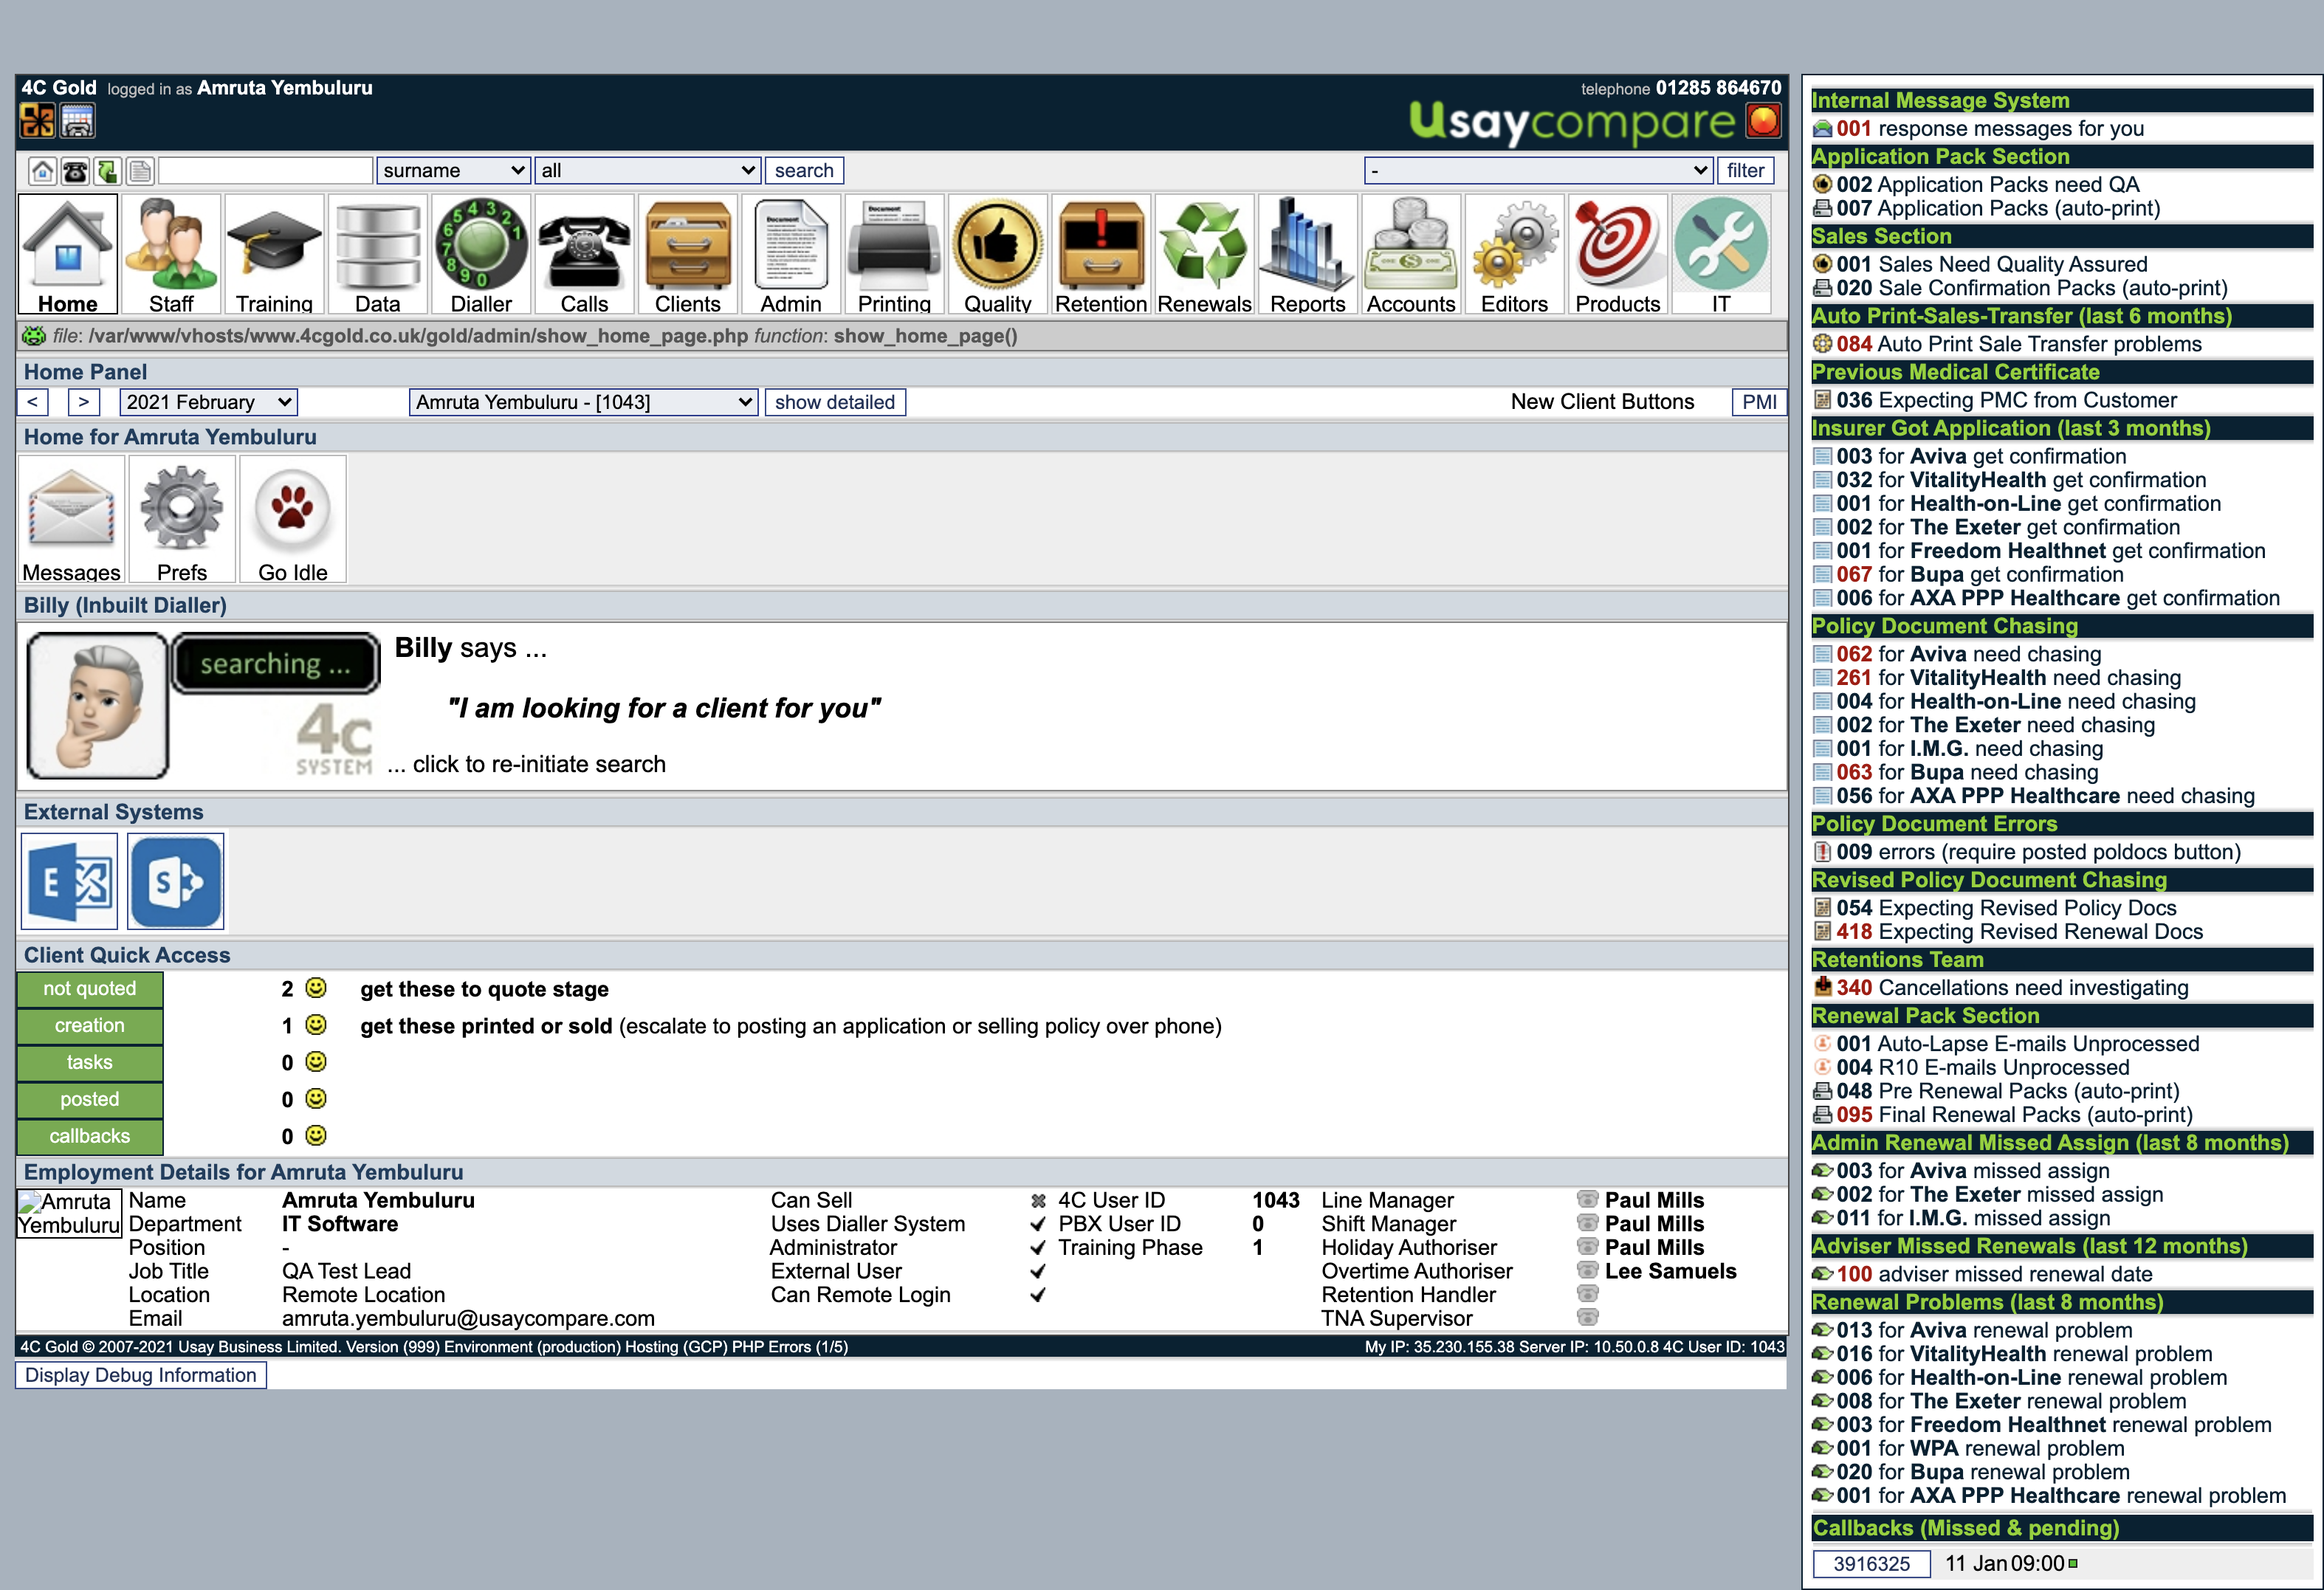 4C Gold logged in as Amruta Yembuluru
telephone 01285 864670
Usaycompare
surname
all
search
-
filter
Home
Staff
Training
Data
Dialler
Calls
Clients
Admin
Printing
Quality
Retention
Renewals
Reports
Accounts
Editors
Products
IT
file: /var/www/vhosts/www.4cgold.co.uk/gold/admin/show_home_page.php function: show_home_page()
Home Panel
<
>
2021 February
Amruta Yembuluru - [1043]
show detailed
New Client Buttons
PMI
Home for Amruta Yembuluru
Messages
Prefs
Go Idle
Billy (Inbuilt Dialler)
searching ...
4c
SYSTEM
Billy says ...
"I am looking for a client for you"
... click to re-initiate search
External Systems
E
S
Client Quick Access
not quoted 2 get these to quote stage
creation 1 get these printed or sold (escalate to posting an application or selling policy over phone)
tasks 0
posted 0
callbacks 0
Employment Details for Amruta Yembuluru
Amruta
Yembuluru
Name Amruta Yembuluru Can Sell 4C User ID 1043 Line Manager Paul Mills
Department IT Software Uses Dialler System PBX User ID 0 Shift Manager Paul Mills
Position - Administrator Training Phase 1 Holiday Authoriser Paul Mills
Job Title QA Test Lead External User Overtime Authoriser Lee Samuels
Location Remote Location Can Remote Login Retention Handler
Email amruta.yembuluru@usaycompare.com TNA Supervisor
4C Gold © 2007-2021 Usay Business Limited. Version (999) Environment (production) Hosting (GCP) PHP Errors (1/5)
My IP: 35.230.155.38 Server IP: 10.50.0.8 4C User ID: 1043
Display Debug Information
Internal Message System
001 response messages for you
Application Pack Section
002 Application Packs need QA
007 Application Packs (auto-print)
Sales Section
001 Sales Need Quality Assured
020 Sale Confirmation Packs (auto-print)
Auto Print-Sales-Transfer (last 6 months)
084 Auto Print Sale Transfer problems
Previous Medical Certificate
036 Expecting PMC from Customer
Insurer Got Application (last 3 months)
003 for Aviva get confirmation
032 for VitalityHealth get confirmation
001 for Health-on-Line get confirmation
002 for The Exeter get confirmation
001 for Freedom Healthnet get confirmation
067 for Bupa get confirmation
006 for AXA PPP Healthcare get confirmation
Policy Document Chasing
062 for Aviva need chasing
261 for VitalityHealth need chasing
004 for Health-on-Line need chasing
002 for The Exeter need chasing
001 for I.M.G. need chasing
063 for Bupa need chasing
056 for AXA PPP Healthcare need chasing
Policy Document Errors
009 errors (require posted poldocs button)
Revised Policy Document Chasing
054 Expecting Revised Policy Docs
418 Expecting Revised Renewal Docs
Retentions Team
340 Cancellations need investigating
Renewal Pack Section
001 Auto-Lapse E-mails Unprocessed
004 R10 E-mails Unprocessed
048 Pre Renewal Packs (auto-print)
095 Final Renewal Packs (auto-print)
Admin Renewal Missed Assign (last 8 months)
003 for Aviva missed assign
002 for The Exeter missed assign
011 for I.M.G. missed assign
Adviser Missed Renewals (last 12 months)
100 adviser missed renewal date
Renewal Problems (last 8 months)
013 for Aviva renewal problem
016 for VitalityHealth renewal problem
006 for Health-on-Line renewal problem
008 for The Exeter renewal problem
003 for Freedom Healthnet renewal problem
001 for WPA renewal problem
020 for Bupa renewal problem
001 for AXA PPP Healthcare renewal problem
Callbacks (Missed & pending)
3916325 11 Jan 09:00